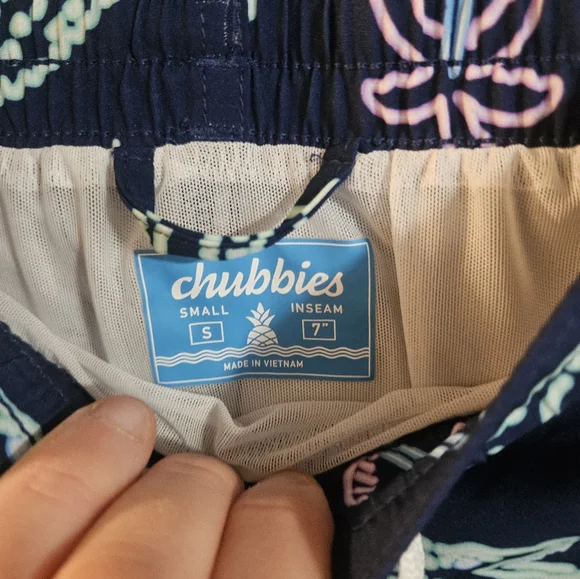 chubbies
SMALL INSEAM
S 7"
MADE IN VIETNAM